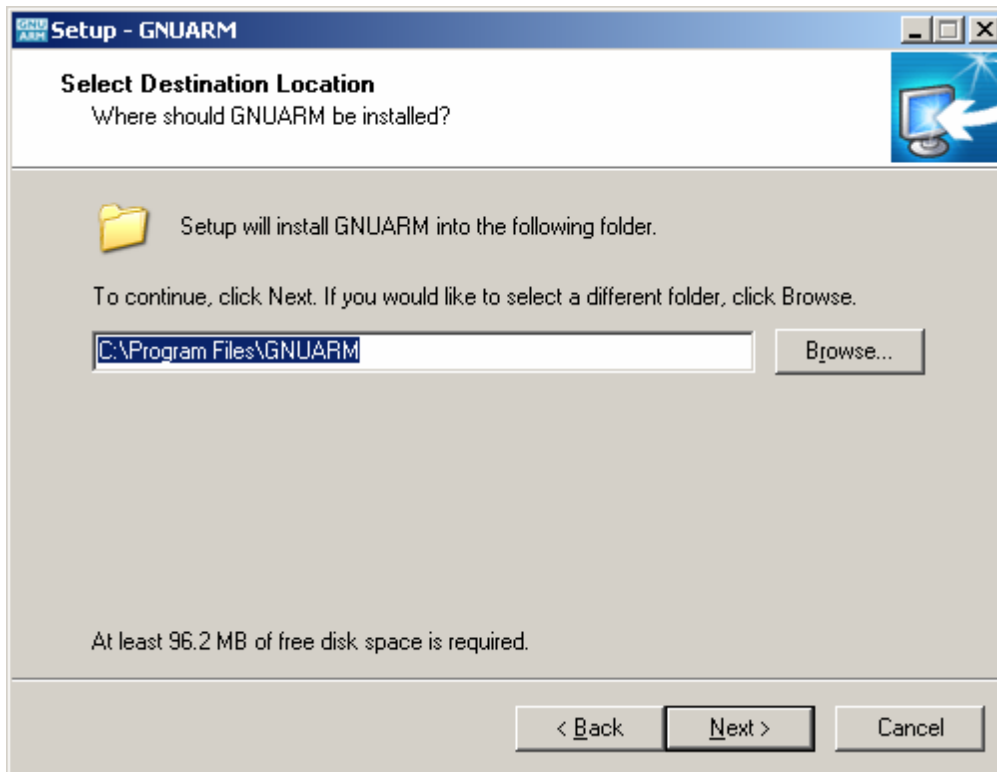 GNU
ARM
Setup - GNUARM
Select Destination Location
Where should GNUARM be installed?
Setup will install GNUARM into the following folder.
To continue, click Next. If you would like to select a different folder, click Browse.
C:\Program Files\GNUARM
Browse...
At least 96.2 MB of free disk space is required.
< Back
Next >
Cancel